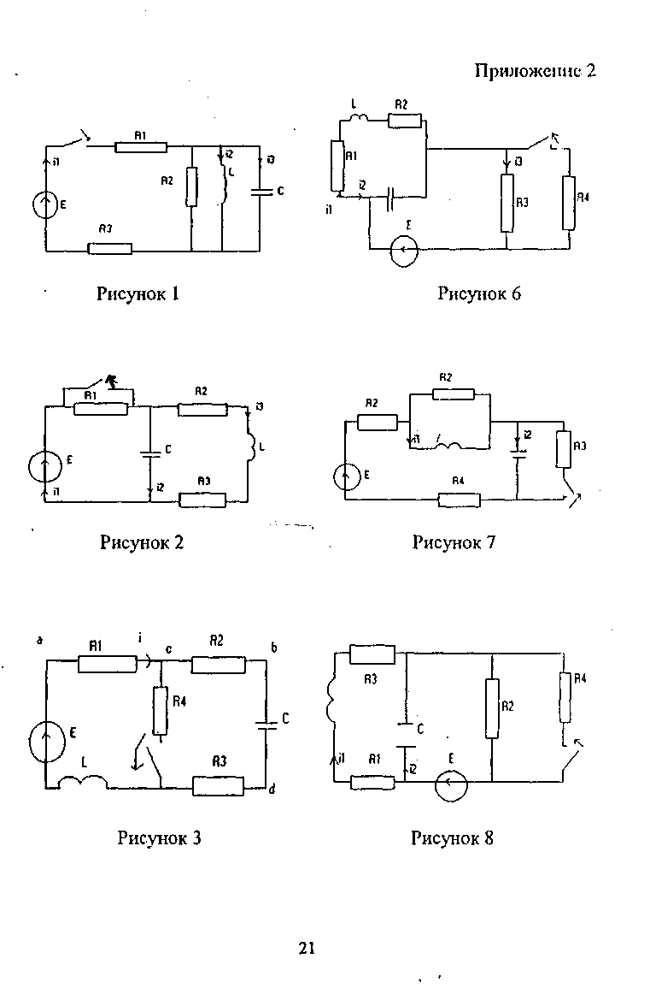 Приложение 2
R1
i1
i2
i3
R2
L
C
E
R3
Рисунок 1
L
R2
R1
i2
i1
i3
R3
R4
E
Рисунок 6
R1
R2
i3
C
L
E
R3
i1
i2
Рисунок 2
R2
R2
i1
i2
R3
E
R4
Рисунок 7
a
R1
i
c
R2
b
R4
C
E
L
R3
d
Рисунок 3
R3
R4
R2
C
i1
R1
i2
E
Рисунок 8
21